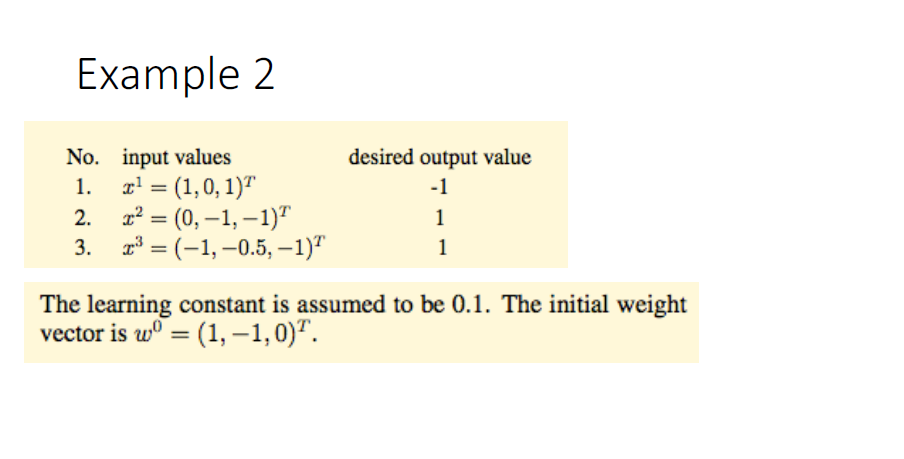 Example 2
No. input values desired output value
1. x¹ = (1, 0, 1)ᵀ -1
2. x² = (0, −1, −1)ᵀ 1
3. x³ = (−1, −0.5, −1)ᵀ 1
The learning constant is assumed to be 0.1. The initial weight
vector is w⁰ = (1, −1, 0)ᵀ.